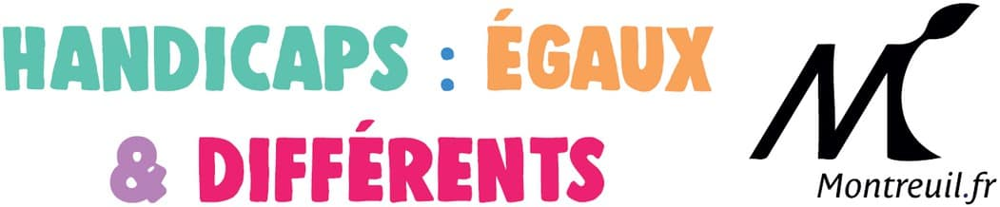 HANDICAPS : ÉGAUX
& DIFFÉRENTS
M
Montreuil.fr